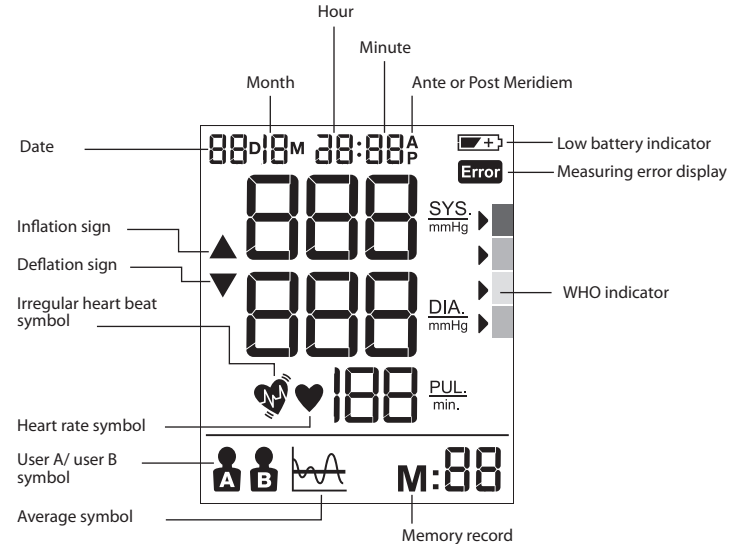 Hour
Minute
Month
Ante or Post Meridiem
Date
88D18M 28:88 A
P
Low battery indicator
Error
Measuring error display
888
SYS.
mmHg
Inflation sign
Deflation sign
888
DIA.
mmHg
WHO indicator
Irregular heart beat
symbol
188
PUL.
min.
Heart rate symbol
User A/ user B
symbol
A B
M:88
Average symbol
Memory record